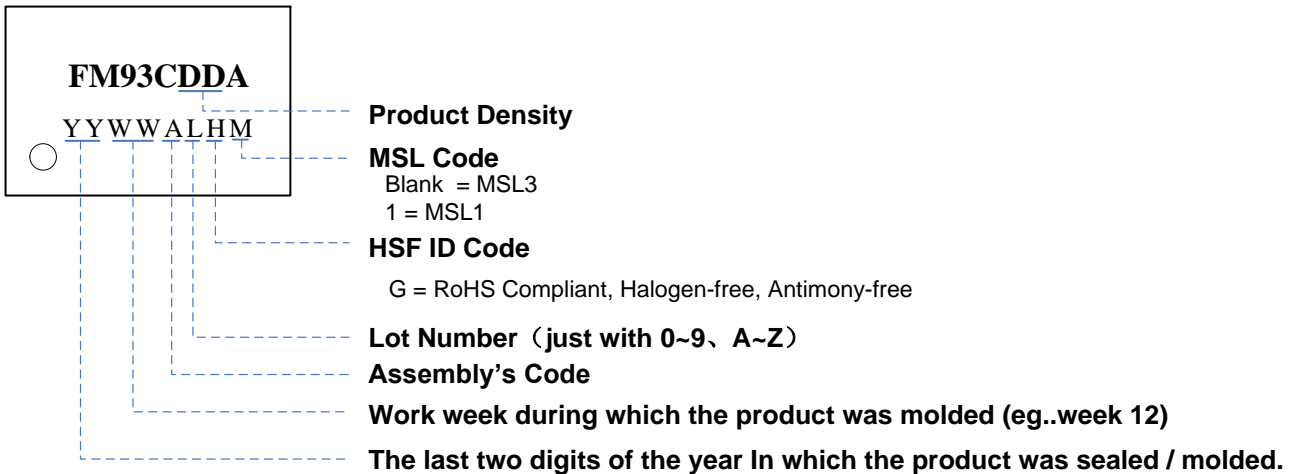 FM93CDDA
YYWWALHM
Product Density
MSL Code
Blank = MSL3
1 = MSL1
HSF ID Code
G = RoHS Compliant, Halogen-free, Antimony-free
Lot Number（just with 0~9、A~Z）
Assembly's Code
Work week during which the product was molded (eg..week 12)
The last two digits of the year In which the product was sealed / molded.